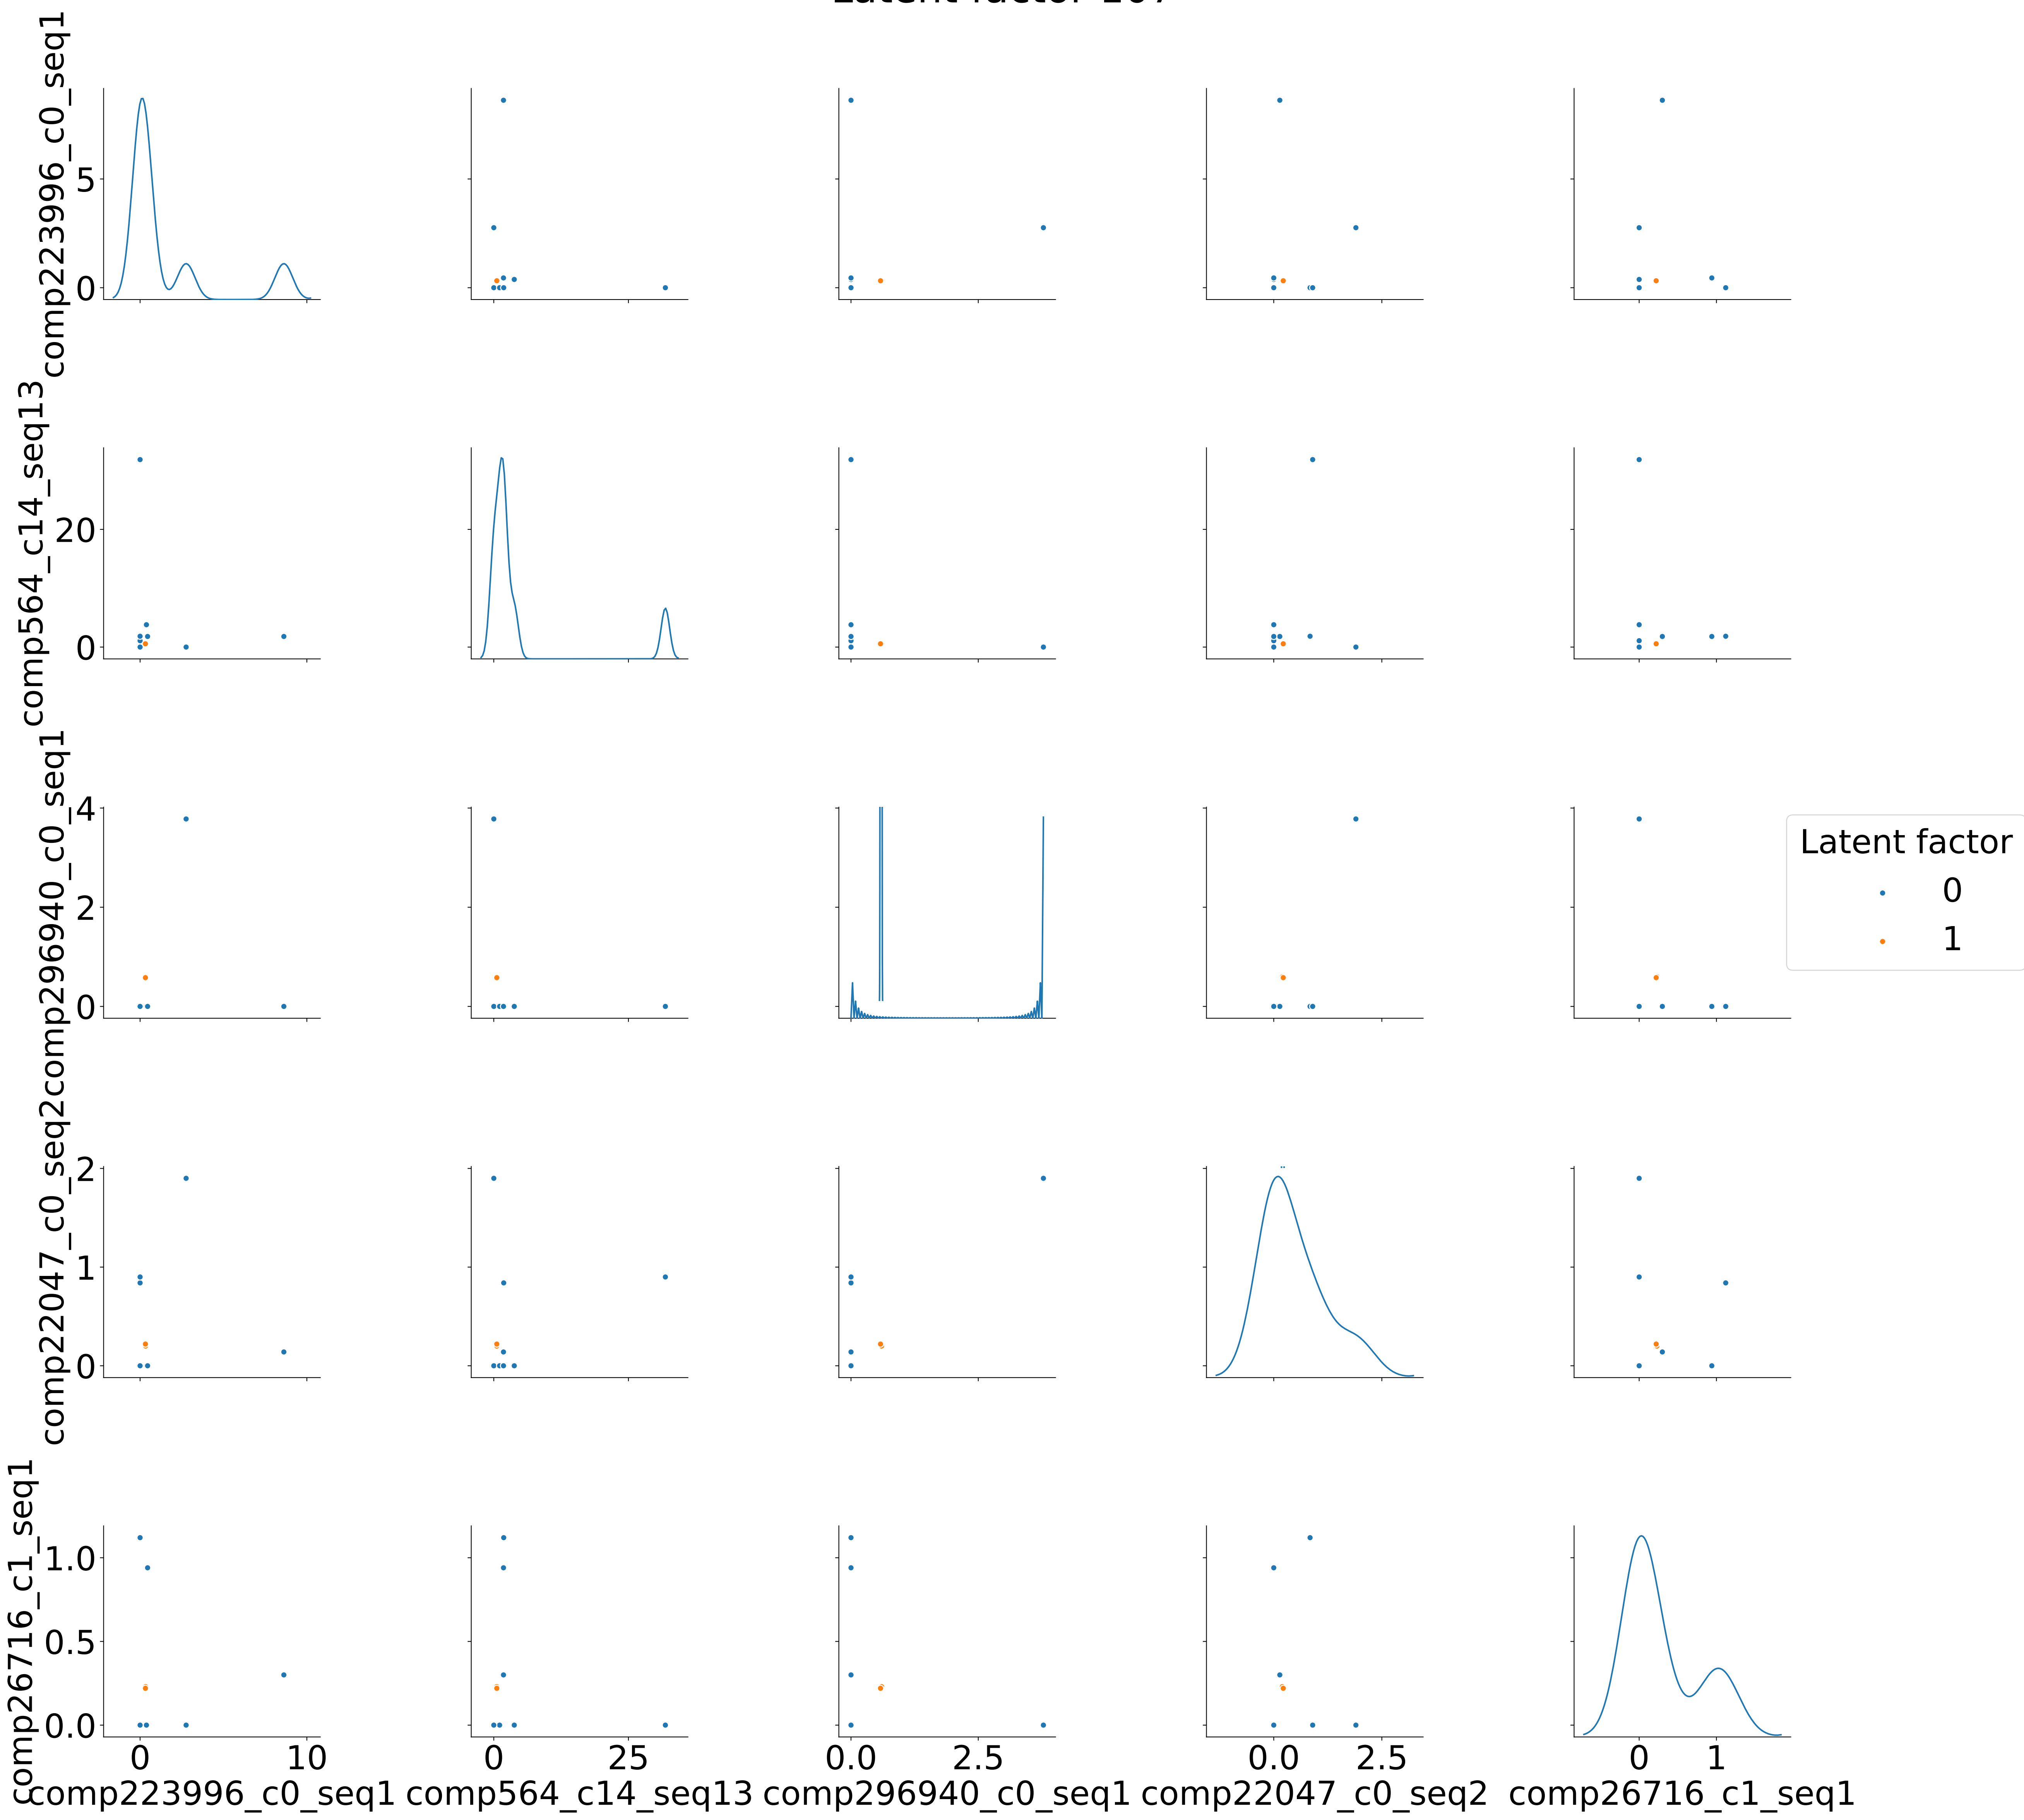 comp223996_c0_seq1
5
0
comp564_c14_seq13
20
0
comp296940_c0_seq1
4
2
0
Latent factor
0
1
comp22047_c0_seq2
2
1
0
comp26716_c1_seq1
1.0
0.5
0.0
0 10 0 25 0.0 2.5 0.0 2.5 0 1
comp223996_c0_seq1 comp564_c14_seq13 comp296940_c0_seq1 comp22047_c0_seq2 comp26716_c1_seq1